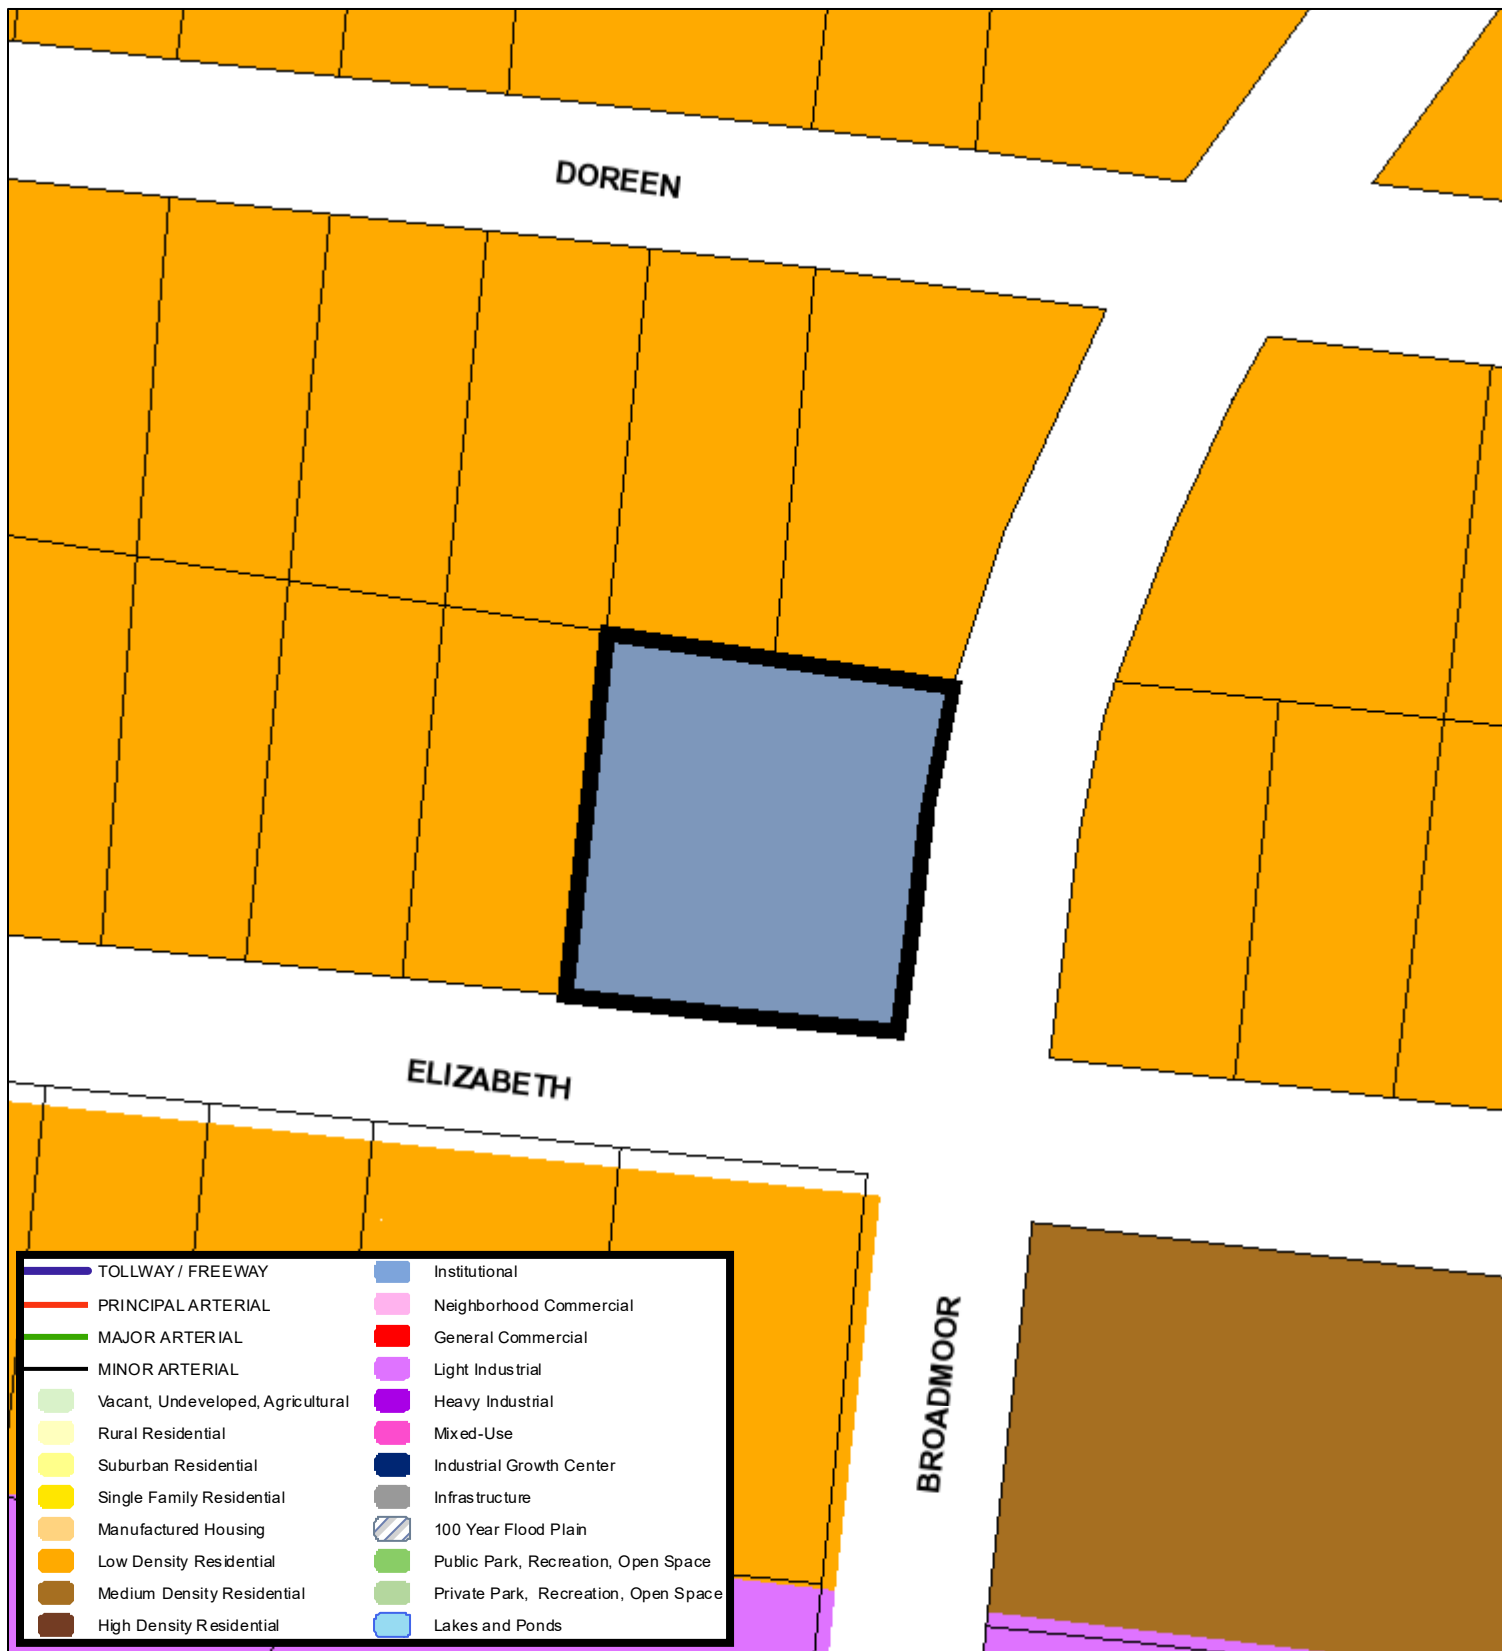 DOREEN
ELIZABETH
BROADMOOR
TOLLWAY / FREEWAY
PRINCIPAL ARTERIAL
MAJOR ARTERIAL
MINOR ARTERIAL
Vacant, Undeveloped, Agricultural
Rural Residential
Suburban Residential
Single Family Residential
Manufactured Housing
Low Density Residential
Medium Density Residential
High Density Residential
Institutional
Neighborhood Commercial
General Commercial
Light Industrial
Heavy Industrial
Mixed-Use
Industrial Growth Center
Infrastructure
100 Year Flood Plain
Public Park, Recreation, Open Space
Private Park, Recreation, Open Space
Lakes and Ponds